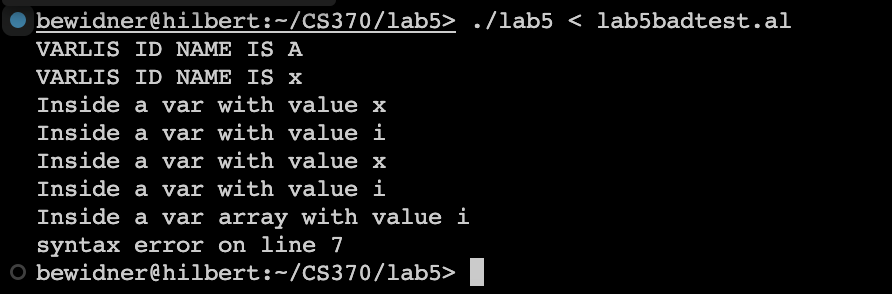 bewidner@hilbert:~/CS370/lab5> ./lab5 < lab5badtest.al
VARLIS ID NAME IS A
VARLIS ID NAME IS x
Inside a var with value x
Inside a var with value i
Inside a var with value x
Inside a var with value i
Inside a var array with value i
syntax error on line 7
bewidner@hilbert:~/CS370/lab5>